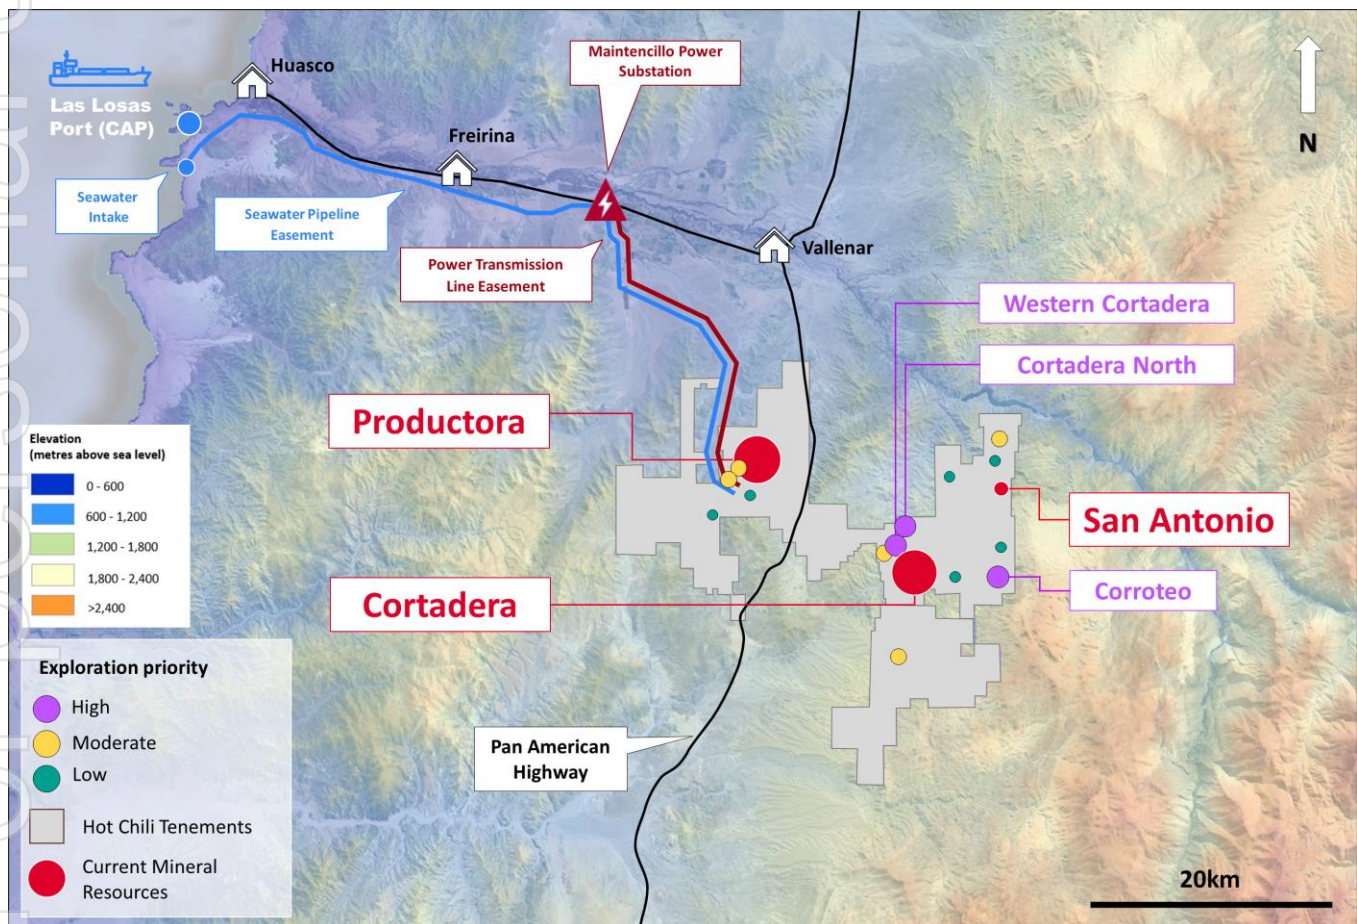 Maintencillo Power
Substation
Huasco
Las Losas
Port (CAP)
Freirina
N
Seawater
Intake
Seawater Pipeline
Easement
Power Transmission
Line Easement
Vallenar
Western Cortadera
Cortadera North
Productora
Elevation
(metres above sea level)
0 - 600
600 - 1,200
1,200 - 1,800
1,800 - 2,400
>2,400
San Antonio
Cortadera
Corroteo
Exploration priority
High
Moderate
Low
Hot Chili Tenements
Current Mineral
Resources
Pan American
Highway
20km